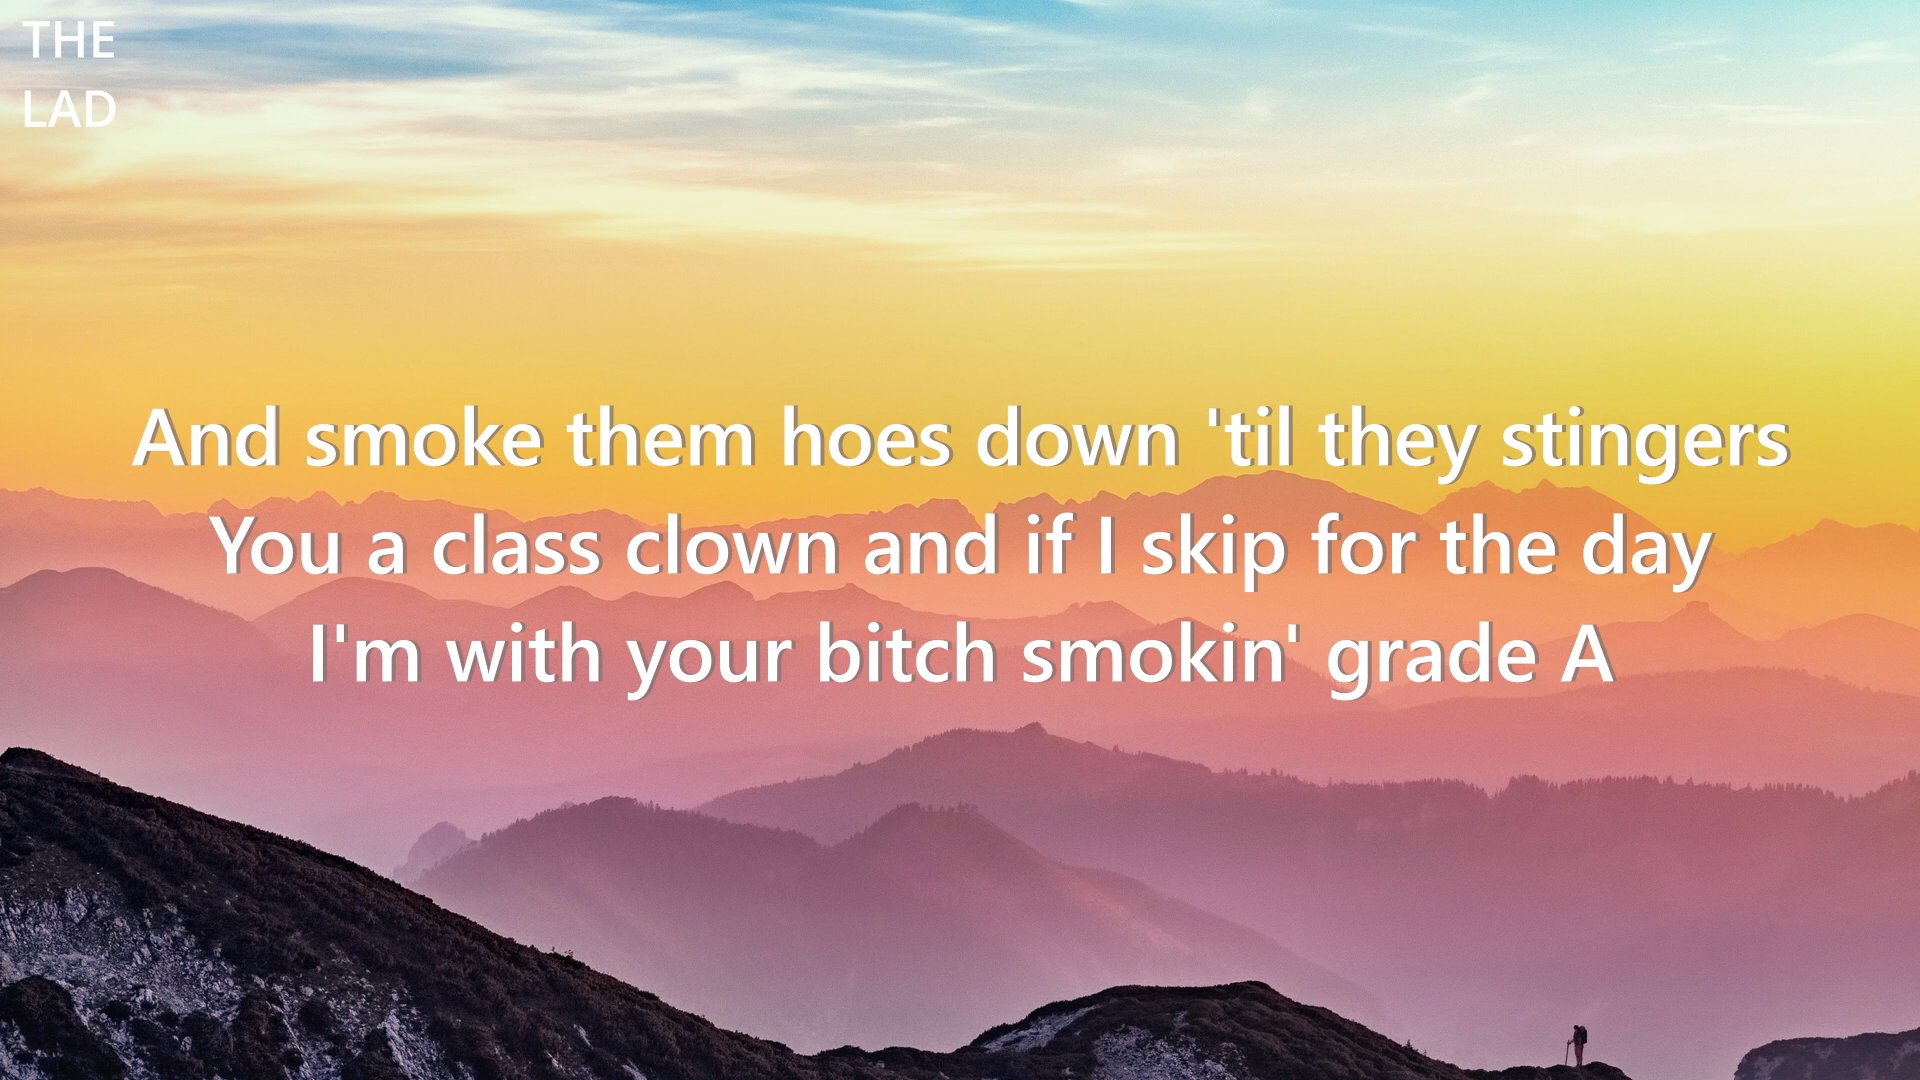 THE
LAD
And smoke them hoes down 'til they stingers
You a class clown and if I skip for the day
I'm with your bitch smokin' grade A